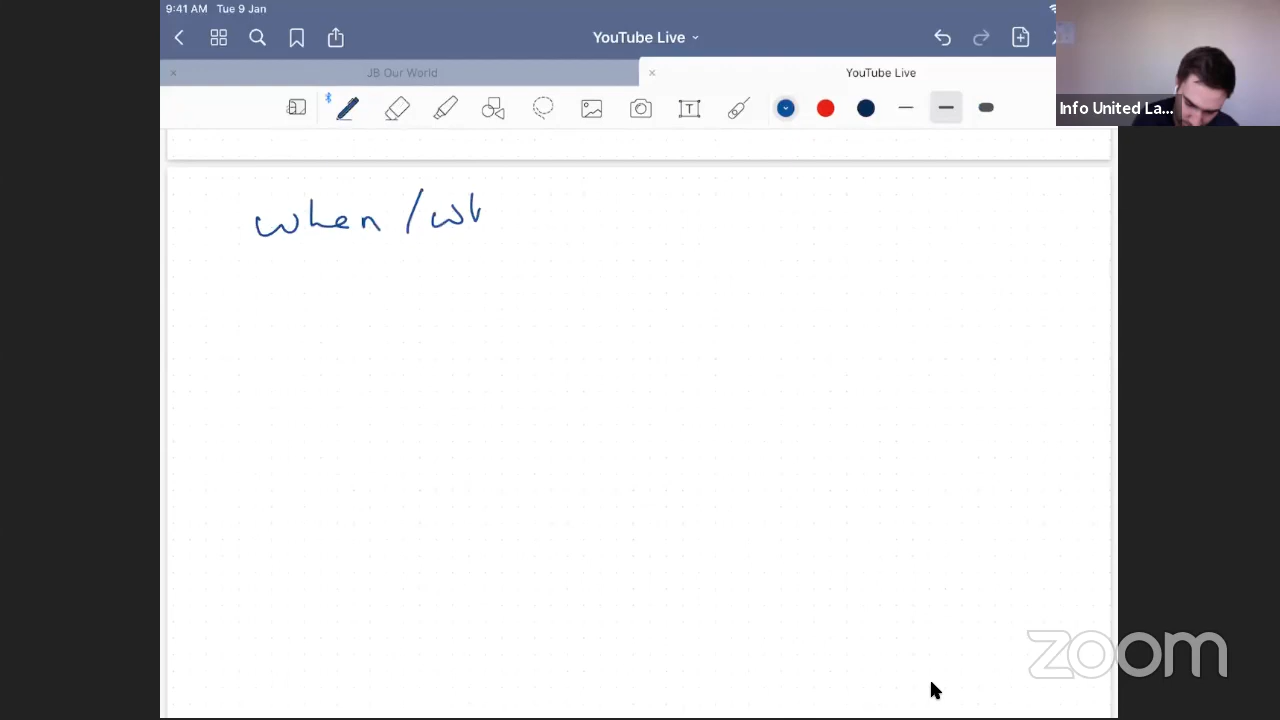 9:41 AM Tue 9 Jan
YouTube Live
JB Our World
YouTube Live
T
Info United La...
when / wh
zoom